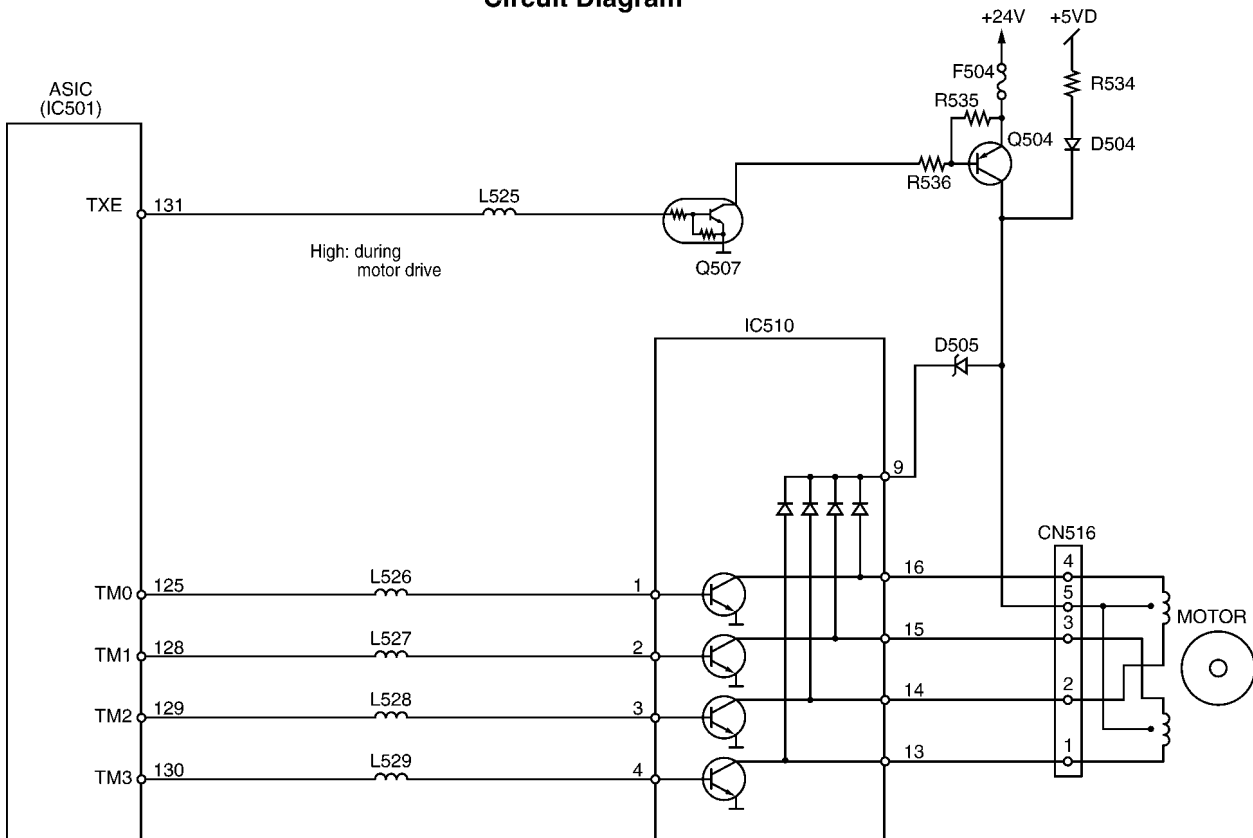 Circuit Diagram
+24V
+5VD
F504
R534
ASIC
(IC501)
R535
Q504
D504
R536
TXE
131
L525
High: during
motor drive
Q507
IC510
D505
9
CN516
TM0
125
L526
1
16
4
5
TM1
128
L527
2
15
3
MOTOR
TM2
129
L528
3
14
2
TM3
130
L529
4
13
1